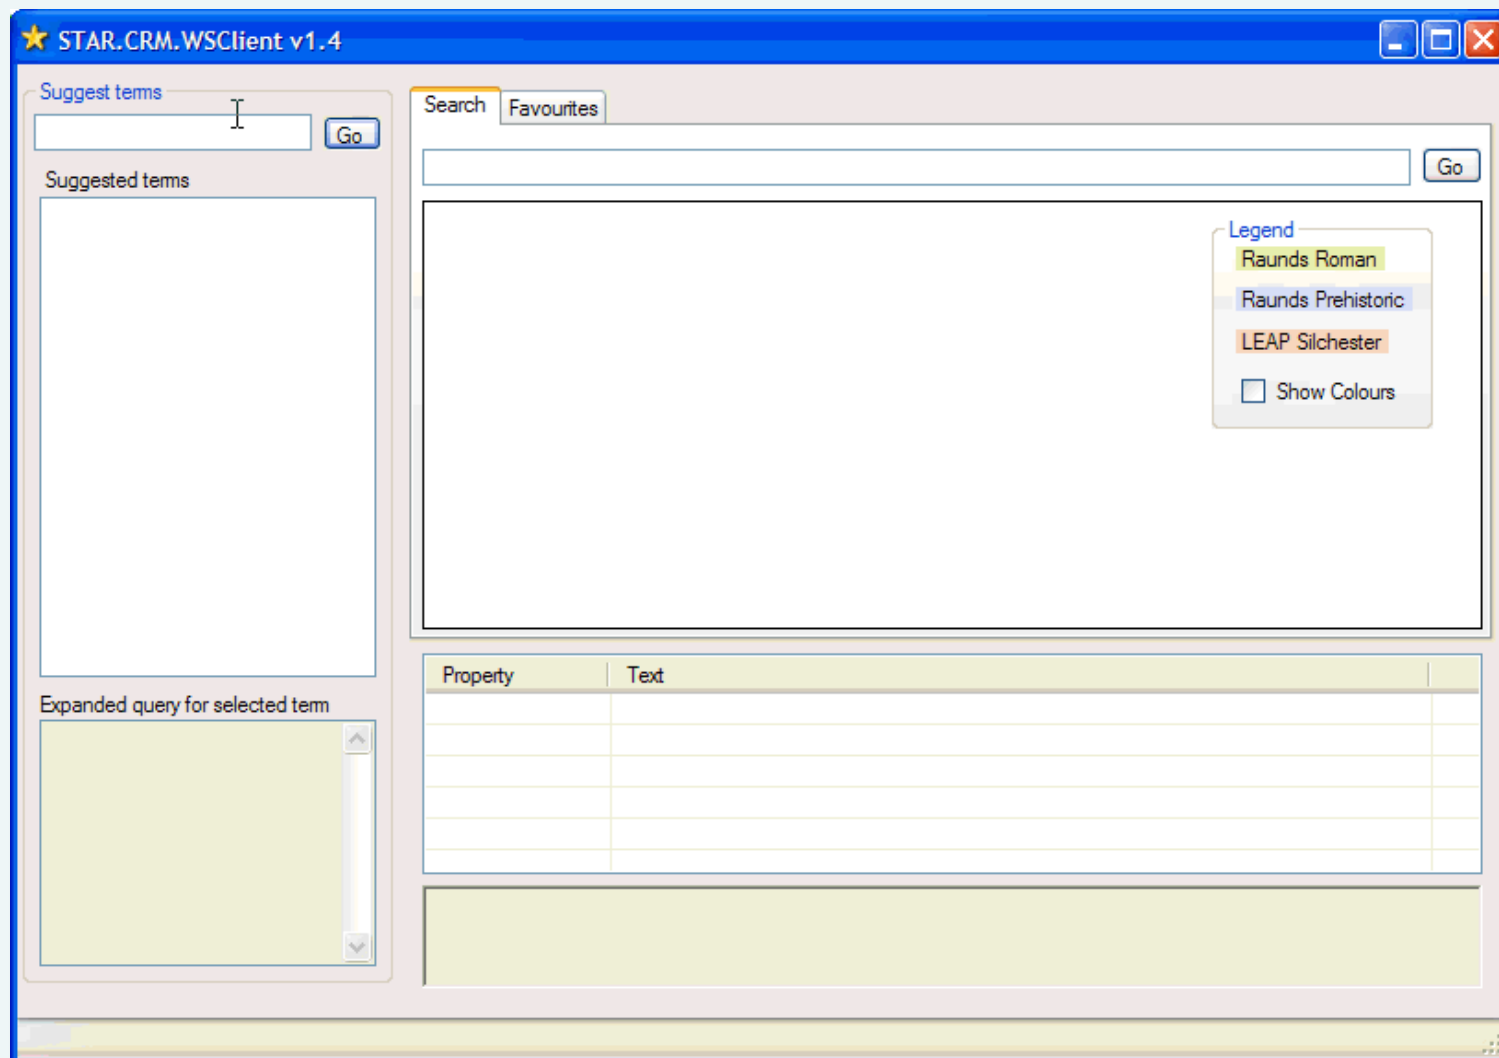 STAR.CRM.WSClient v1.4
Suggest terms
Go
Suggested terms
Expanded query for selected term
Search
Favourites
Go
Legend
Raunds Roman
Raunds Prehistoric
LEAP Silchester
Show Colours
Property Text